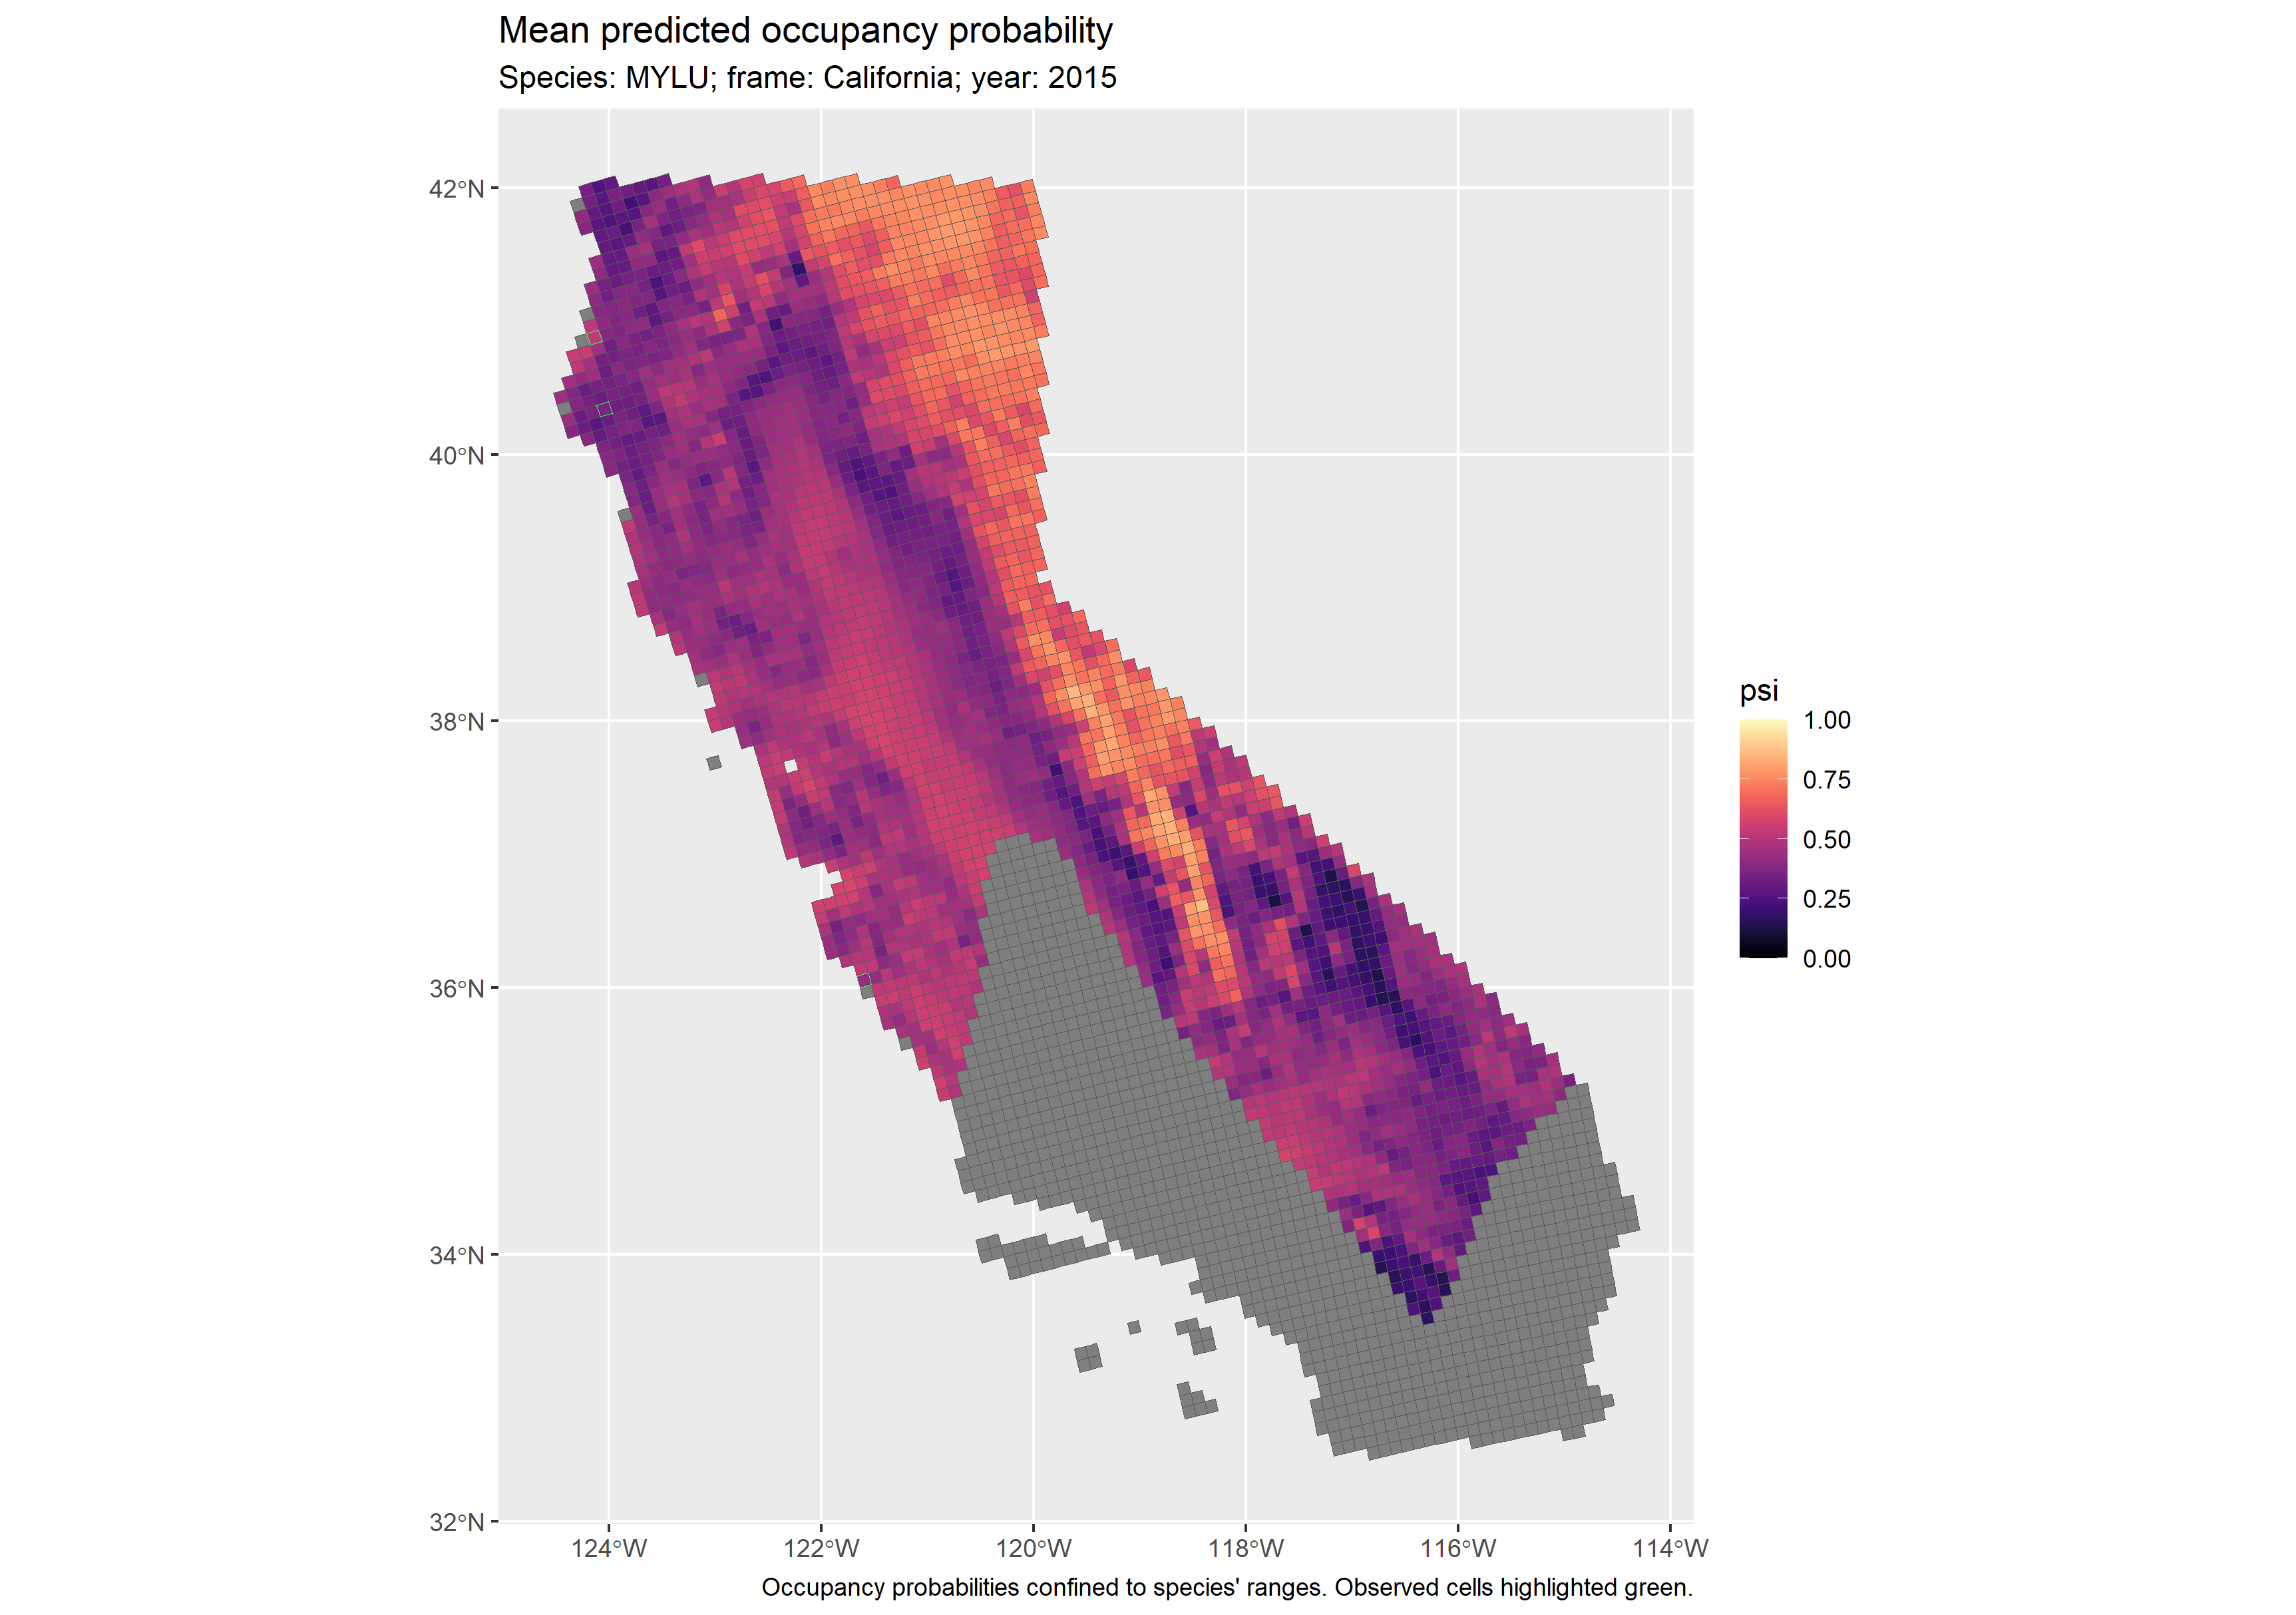 Mean predicted occupancy probability
Species: MYLU; frame: California; year: 2015
42°N
40°N
38°N
36°N
34°N
32°N
124°W
122°W
120°W
118°W
116°W
114°W
psi
1.00
0.75
0.50
0.25
0.00
Occupancy probabilities confined to species' ranges. Observed cells highlighted green.